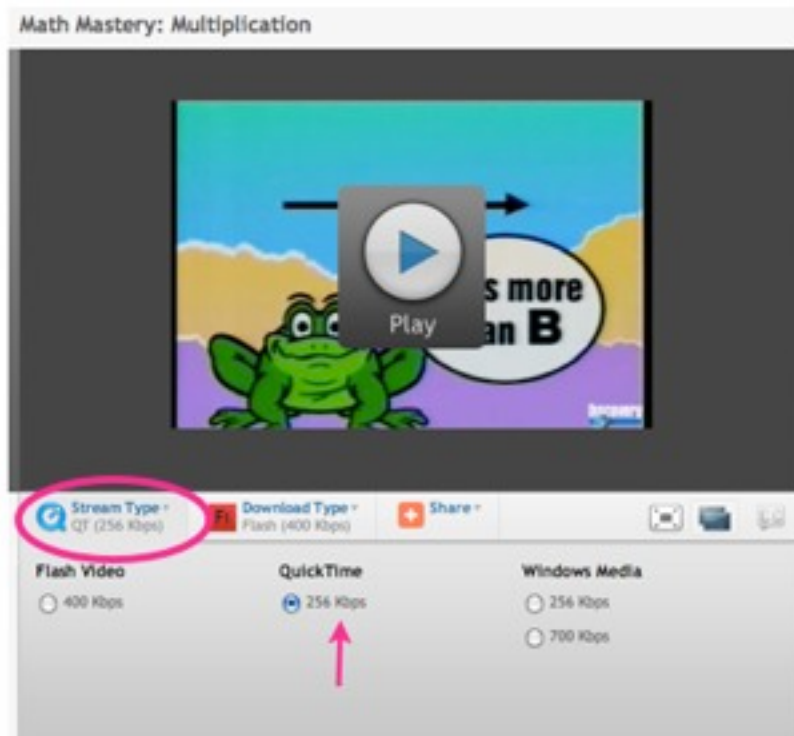 Math Mastery: Multiplication
s more
an B
Play
Discovery
Stream Type
QT (256 Kbps)
Download Type
Flash (400 Kbps)
Share
Flash Video
QuickTime
Windows Media
400 Kbps
256 Kbps
256 Kbps
700 Kbps